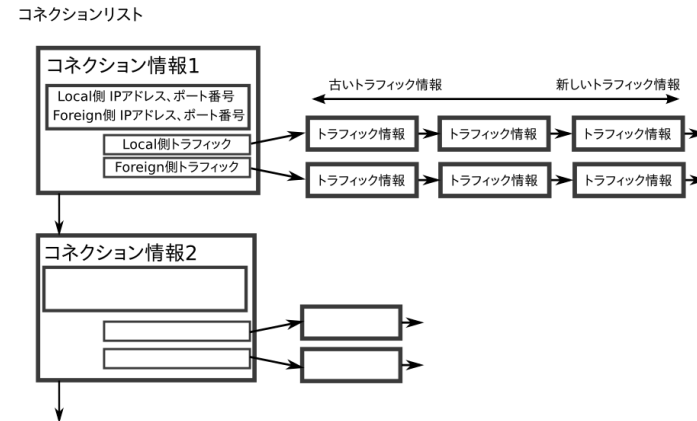 コネクションリスト
コネクション情報1
Local側 IPアドレス、ポート番号
Foreign側 IPアドレス、ポート番号
Local側トラフィック
Foreign側トラフィック
古いトラフィック情報
新しいトラフィック情報
トラフィック情報
トラフィック情報
トラフィック情報
トラフィック情報
トラフィック情報
トラフィック情報
コネクション情報2